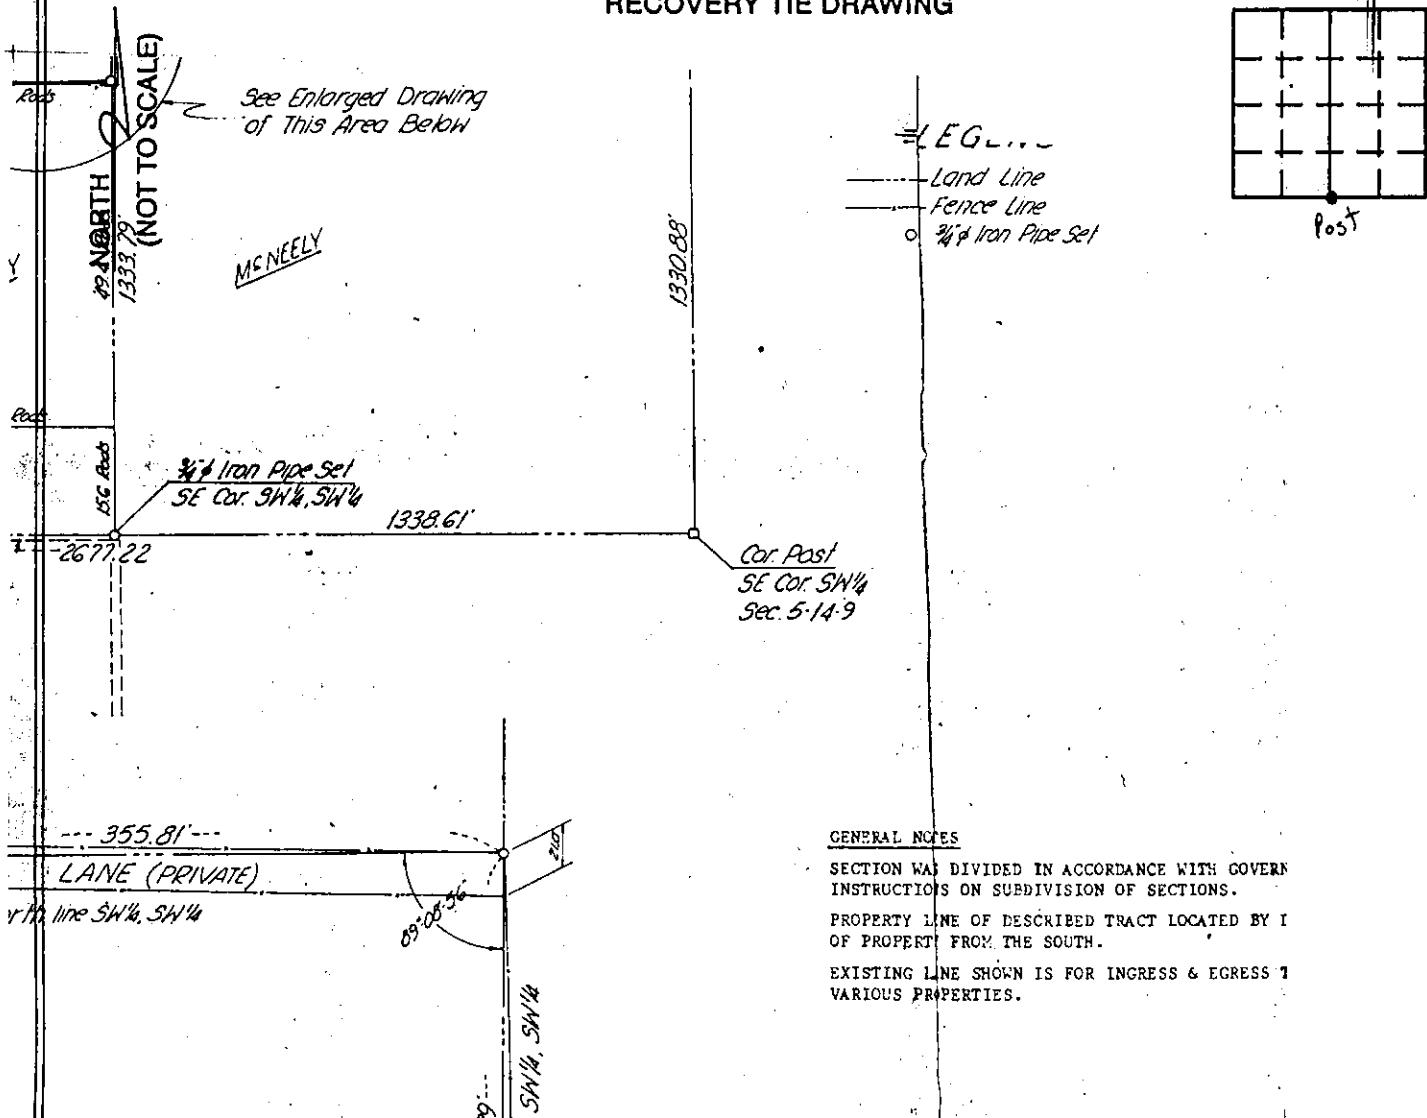 RECOVERY TIE DRAWING
NORTH
(NOT TO SCALE)
Rods
See Enlarged Drawing
of This Area Below
Land Line
Fence Line
¾"φ Iron Pipe Set
Post
1333.79'
McNEELY
1330.88'
Y
Rods
15.6 Rods
¾"φ Iron Pipe Set
SE Cor. SW¼, SW¼
1338.61'
2677.22
Cor. Post
SE Cor. SW¼
Sec. 5-14-9
355.81'
LANE (PRIVATE)
line SW¼, SW¼
89°-08'-56"
21.0'
SW¼, SW¼
GENERAL NOTES
SECTION WAS DIVIDED IN ACCORDANCE WITH GOVERN
INSTRUCTIONS ON SUBDIVISION OF SECTIONS.
PROPERTY LINE OF DESCRIBED TRACT LOCATED BY
OF PROPERTY FROM THE SOUTH.
EXISTING LINE SHOWN IS FOR INGRESS & EGRESS
VARIOUS PROPERTIES.